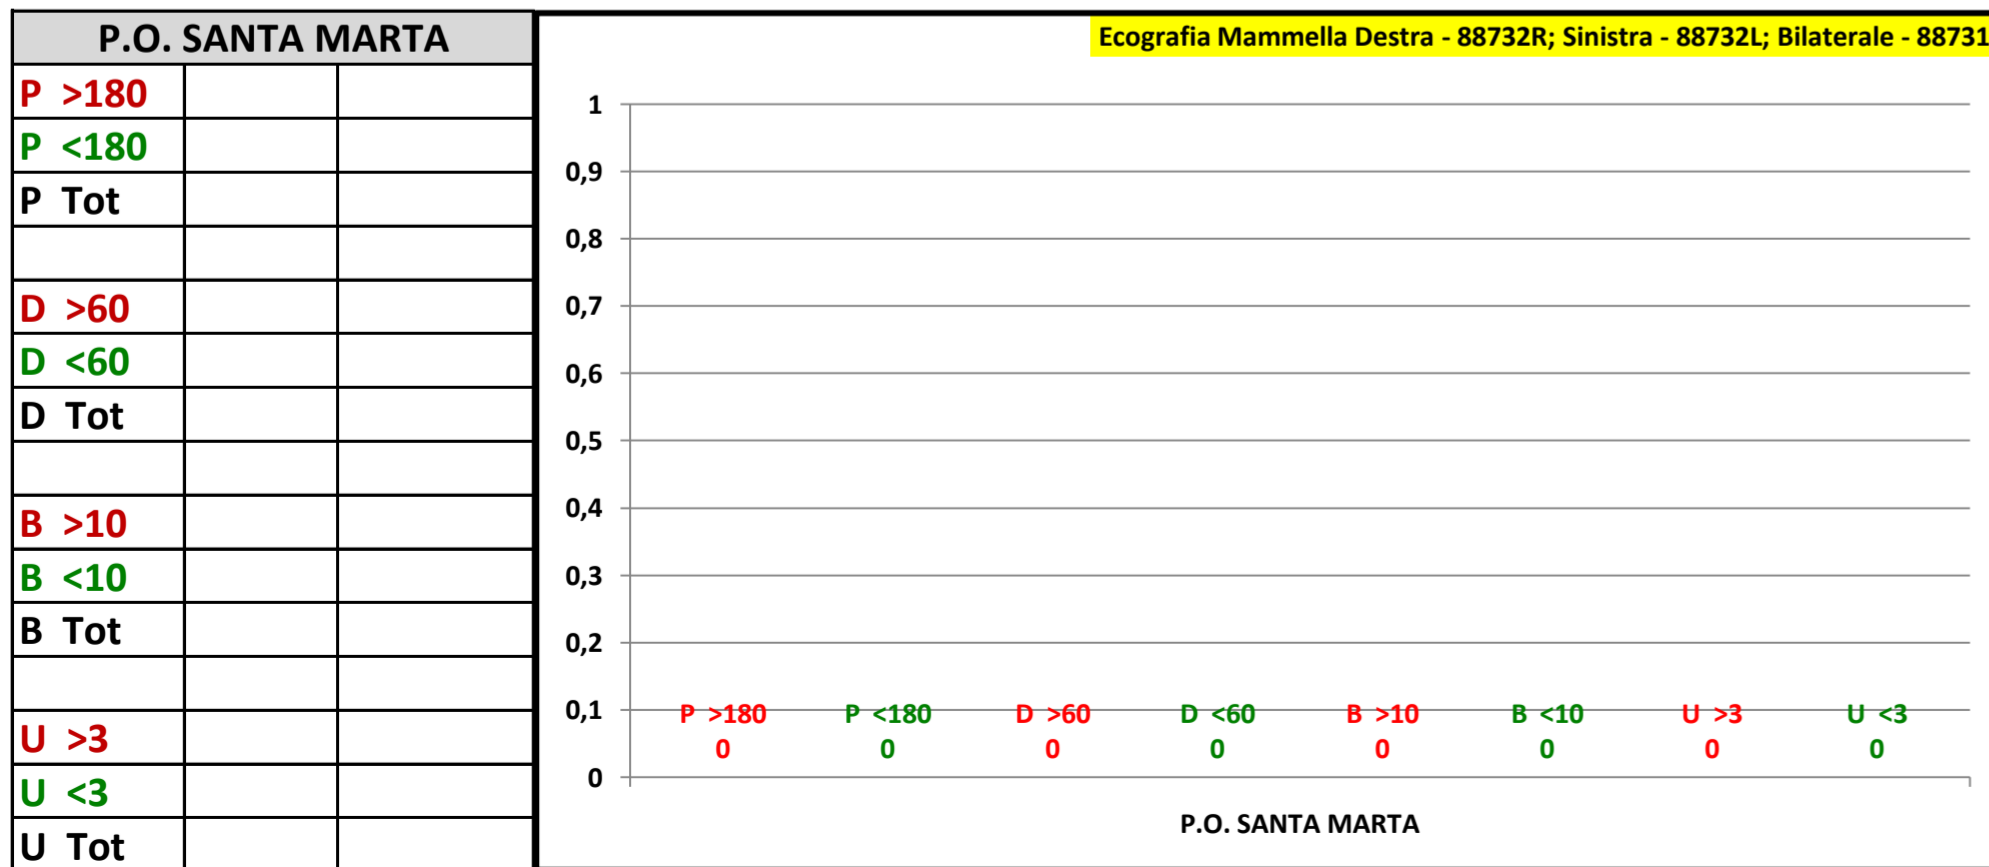 P.O. SANTA MARTA
P >180
P <180
P Tot
D >60
D <60
D Tot
B >10
B <10
B Tot
U >3
U <3
U Tot
Ecografia Mammella Destra - 88732R; Sinistra - 88732L; Bilaterale - 88731
1
0,9
0,8
0,7
0,6
0,5
0,4
0,3
0,2
0,1
0
P >180 P <180 D >60 D <60 B >10 B <10 U >3 U <3
0 0 0 0 0 0 0 0
P.O. SANTA MARTA